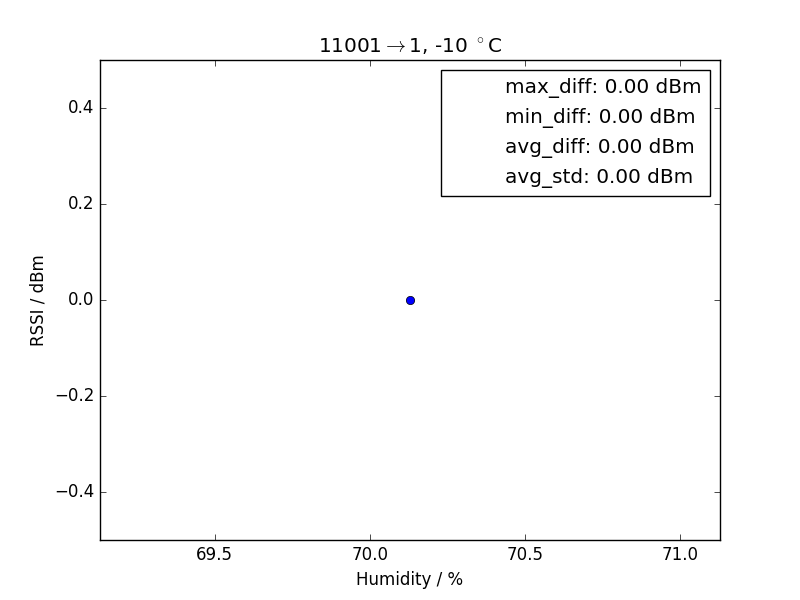 11001→1, -10 °C
max_diff: 0.00 dBm
min_diff: 0.00 dBm
avg_diff: 0.00 dBm
avg_std: 0.00 dBm
0.4
0.2
0.0
−0.2
−0.4
RSSI / dBm
69.5 70.0 70.5 71.0
Humidity / %